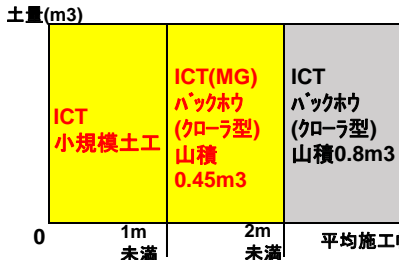 土量(m3)
ICT
小規模土工
ICT(MG)
ﾊﾞｯｸﾎｳ
(ｸﾛｰﾗ型)
山積
0.45m3
ICT
ﾊﾞｯｸﾎｳ
(ｸﾛｰﾗ型)
山積0.8m3
0
1m
未満
2m
未満
平均施工